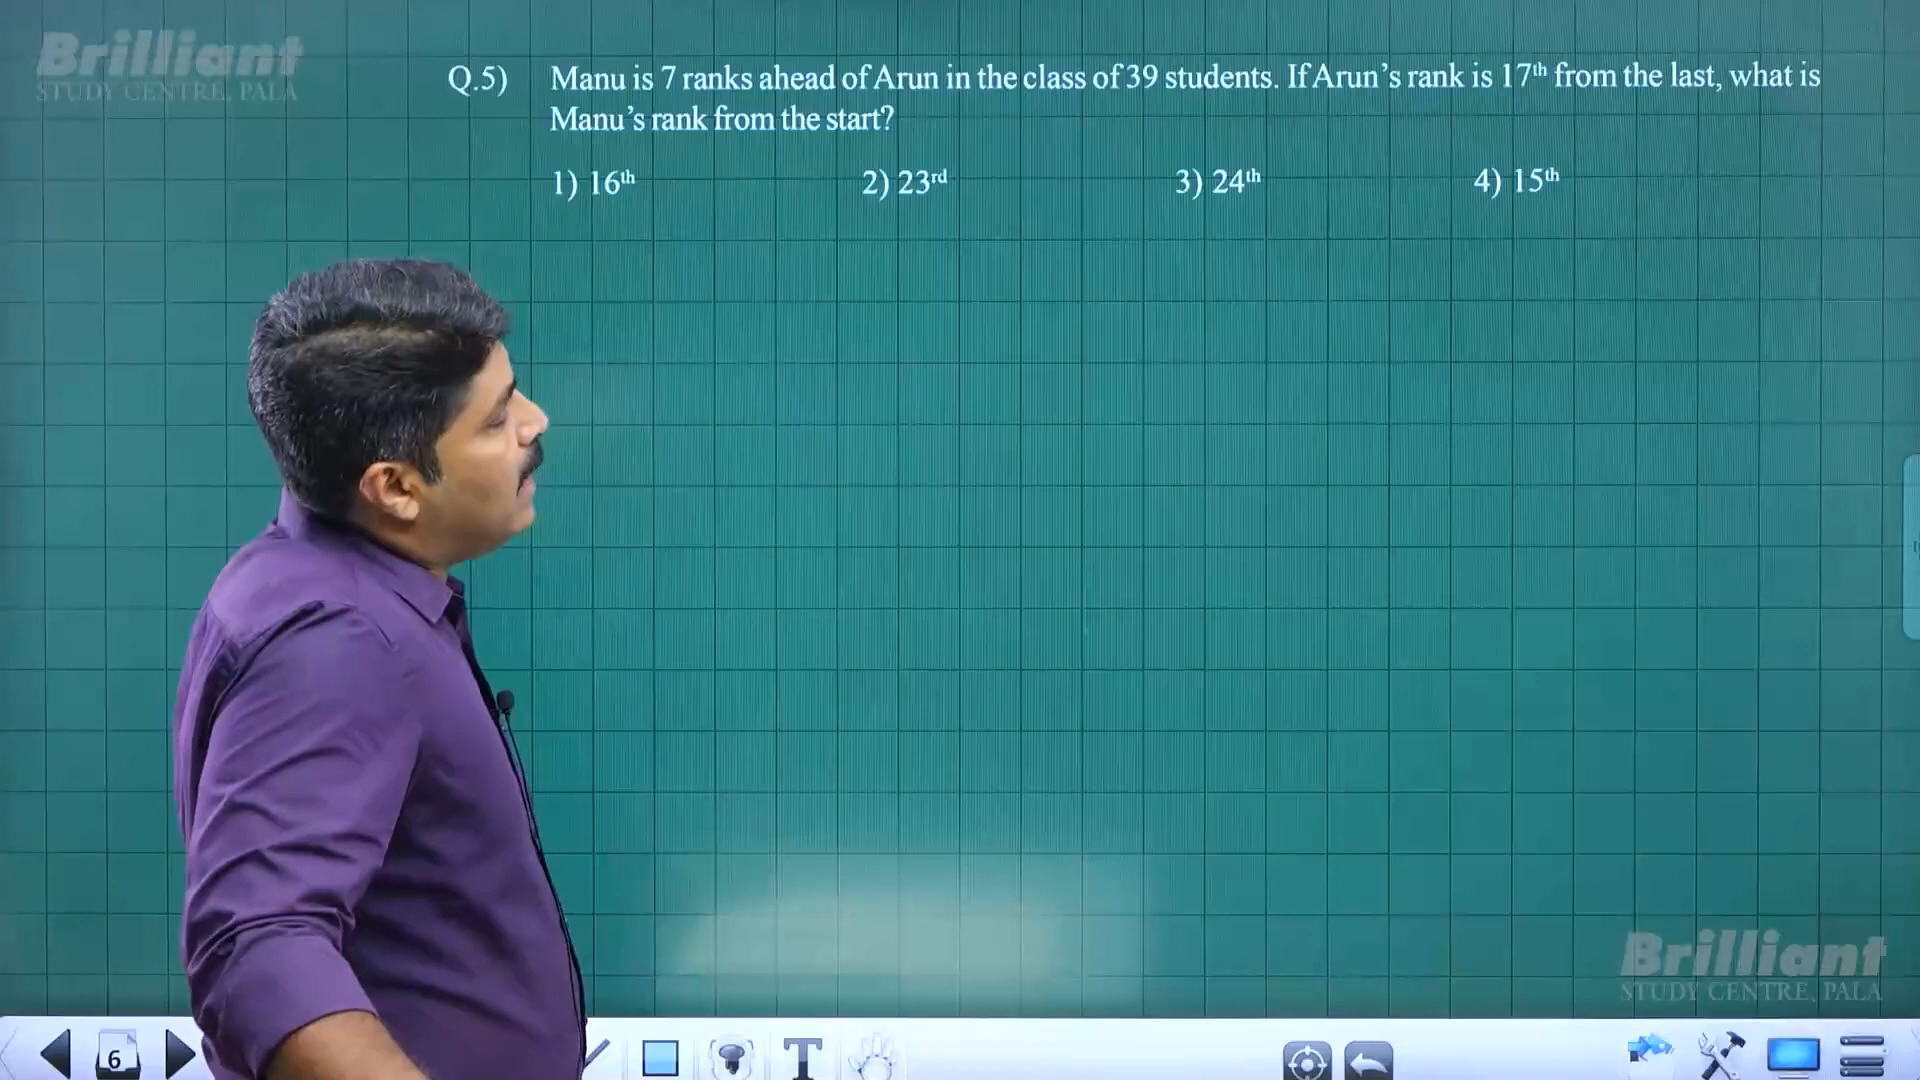 Brilliant
STUDY CENTRE, PALA
Q.5) Manu is 7 ranks ahead of Arun in the class of 39 students. If Arun’s rank is 17th from the last, what is
Manu’s rank from the start?
1) 16th 2) 23rd 3) 24th 4) 15th
Brilliant
STUDY CENTRE, PALA
6 T